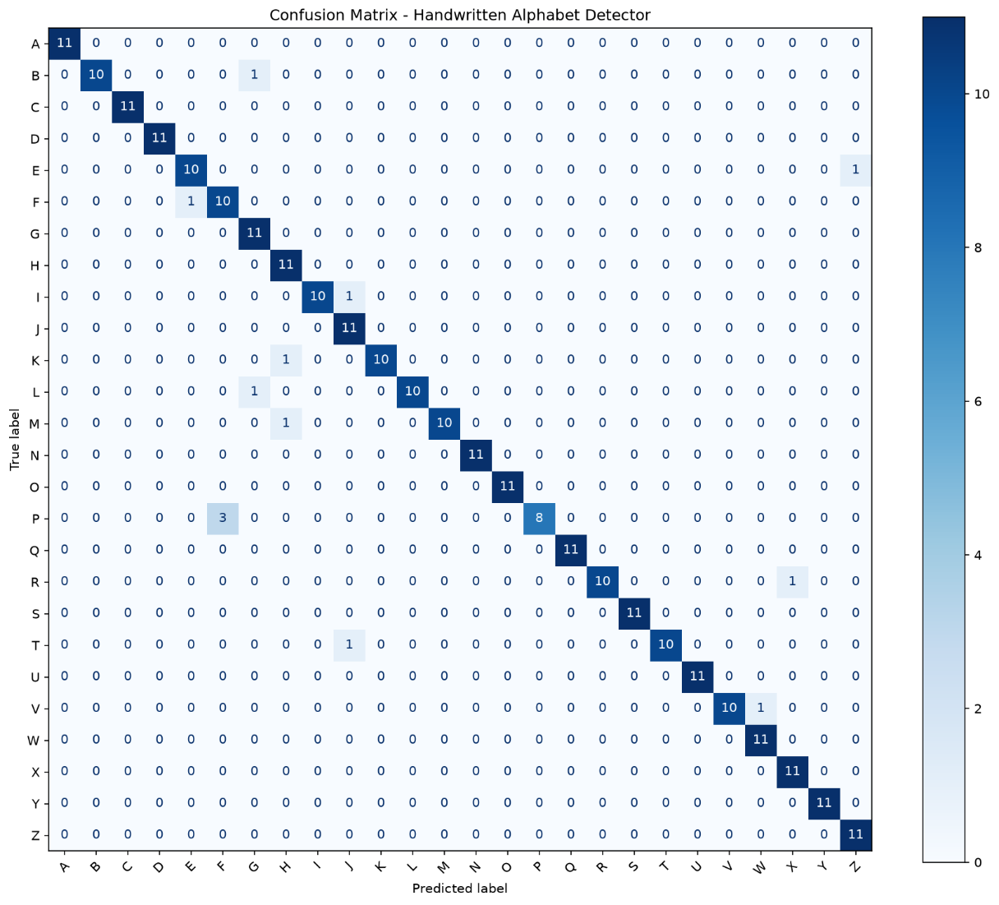 Confusion Matrix - Handwritten Alphabet Detector
A 11 0 0 0 0 0 0 0 0 0 0 0 0 0 0 0 0 0 0 0 0 0 0 0 0 0
B 0 10 0 0 0 0 1 0 0 0 0 0 0 0 0 0 0 0 0 0 0 0 0 0 0 0
C 0 0 11 0 0 0 0 0 0 0 0 0 0 0 0 0 0 0 0 0 0 0 0 0 0 0
D 0 0 0 11 0 0 0 0 0 0 0 0 0 0 0 0 0 0 0 0 0 0 0 0 0 0
E 0 0 0 0 10 0 0 0 0 0 0 0 0 0 0 0 0 0 0 0 0 0 0 0 0 1
F 0 0 0 0 1 10 0 0 0 0 0 0 0 0 0 0 0 0 0 0 0 0 0 0 0 0
G 0 0 0 0 0 0 11 0 0 0 0 0 0 0 0 0 0 0 0 0 0 0 0 0 0 0
H 0 0 0 0 0 0 0 11 0 0 0 0 0 0 0 0 0 0 0 0 0 0 0 0 0 0
I 0 0 0 0 0 0 0 0 10 1 0 0 0 0 0 0 0 0 0 0 0 0 0 0 0 0
J 0 0 0 0 0 0 0 0 0 11 0 0 0 0 0 0 0 0 0 0 0 0 0 0 0 0
K 0 0 0 0 0 0 0 1 0 0 10 0 0 0 0 0 0 0 0 0 0 0 0 0 0 0
L 0 0 0 0 0 0 1 0 0 0 0 10 0 0 0 0 0 0 0 0 0 0 0 0 0 0
M 0 0 0 0 0 0 0 1 0 0 0 0 10 0 0 0 0 0 0 0 0 0 0 0 0 0
N 0 0 0 0 0 0 0 0 0 0 0 0 0 11 0 0 0 0 0 0 0 0 0 0 0 0
O 0 0 0 0 0 0 0 0 0 0 0 0 0 0 11 0 0 0 0 0 0 0 0 0 0 0
P 0 0 0 0 0 3 0 0 0 0 0 0 0 0 0 8 0 0 0 0 0 0 0 0 0 0
Q 0 0 0 0 0 0 0 0 0 0 0 0 0 0 0 0 11 0 0 0 0 0 0 0 0 0
R 0 0 0 0 0 0 0 0 0 0 0 0 0 0 0 0 0 10 0 0 0 0 0 1 0 0
S 0 0 0 0 0 0 0 0 0 0 0 0 0 0 0 0 0 0 11 0 0 0 0 0 0 0
T 0 0 0 0 0 0 0 0 0 1 0 0 0 0 0 0 0 0 0 10 0 0 0 0 0 0
U 0 0 0 0 0 0 0 0 0 0 0 0 0 0 0 0 0 0 0 0 11 0 0 0 0 0
V 0 0 0 0 0 0 0 0 0 0 0 0 0 0 0 0 0 0 0 0 0 10 1 0 0 0
W 0 0 0 0 0 0 0 0 0 0 0 0 0 0 0 0 0 0 0 0 0 0 11 0 0 0
X 0 0 0 0 0 0 0 0 0 0 0 0 0 0 0 0 0 0 0 0 0 0 0 11 0 0
Y 0 0 0 0 0 0 0 0 0 0 0 0 0 0 0 0 0 0 0 0 0 0 0 0 11 0
Z 0 0 0 0 0 0 0 0 0 0 0 0 0 0 0 0 0 0 0 0 0 0 0 0 0 11
A B C D E F G H I J K L M N O P Q R S T U V W X Y Z
Predicted label
True label
10
8
6
4
2
0